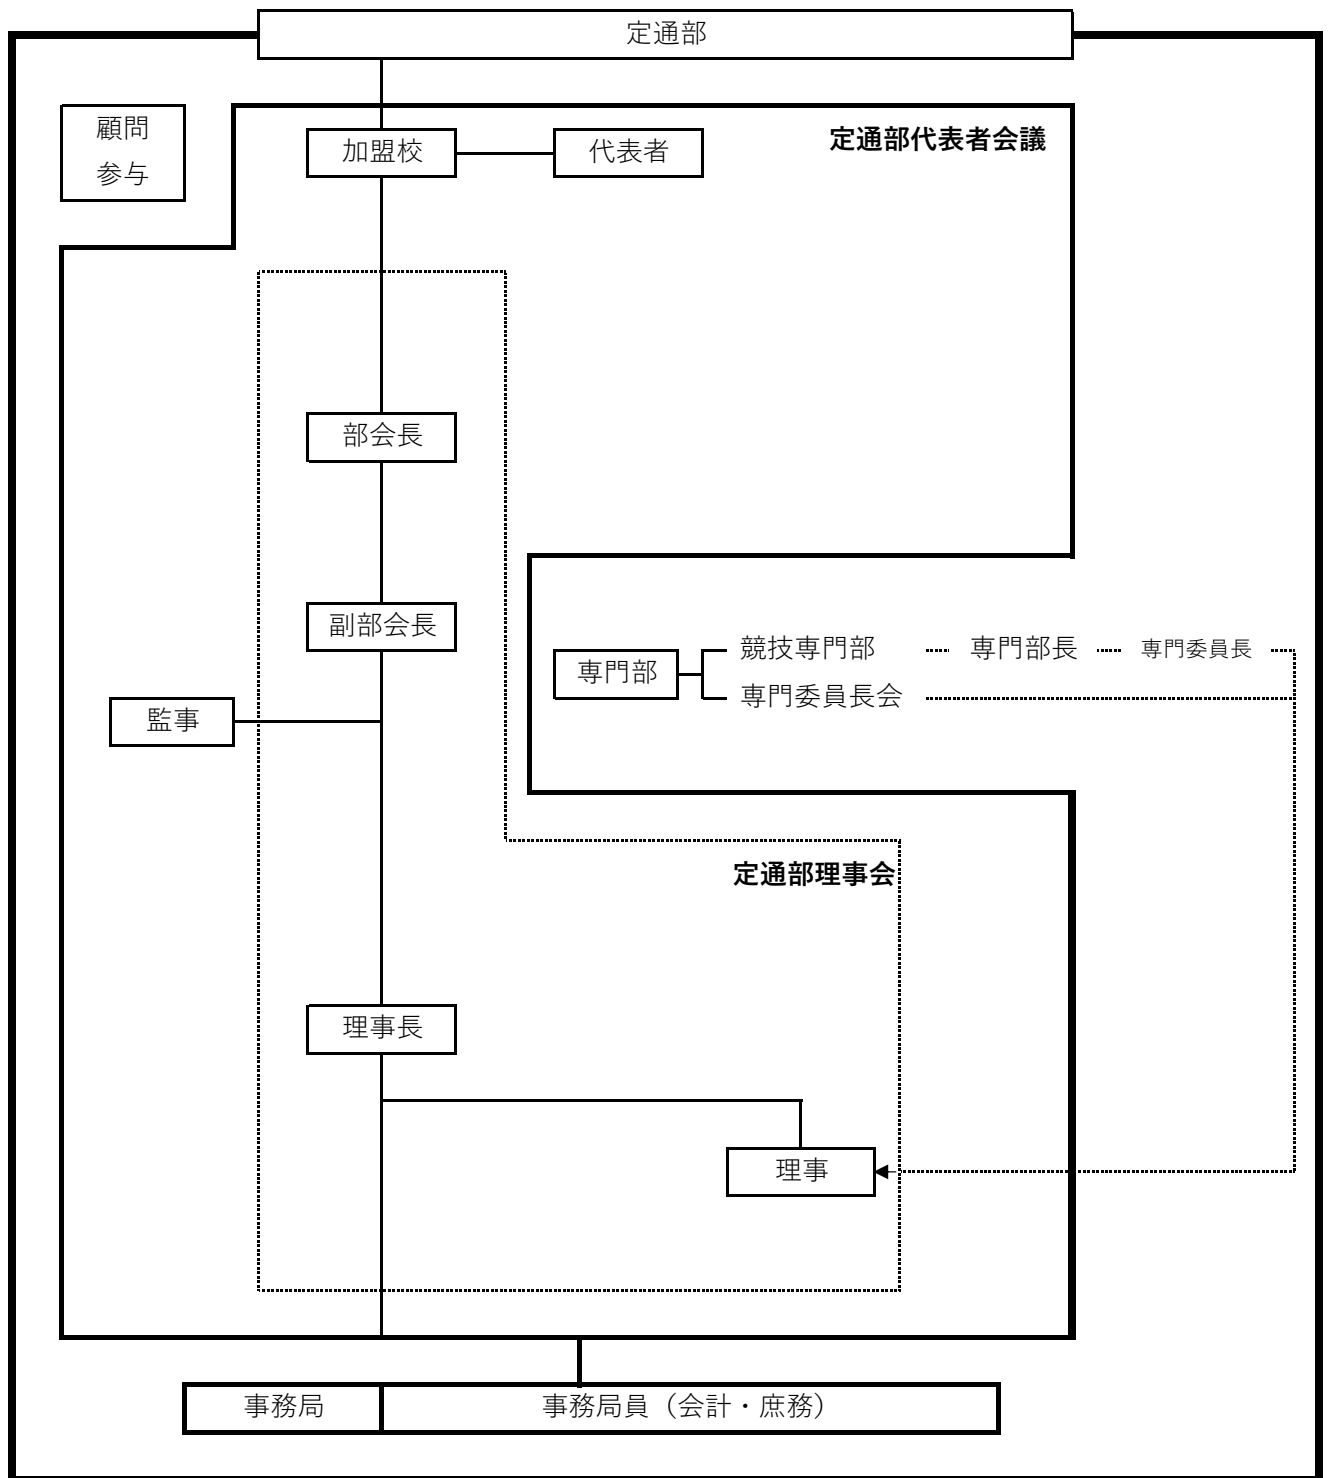 定通部
顧問
参与
加盟校
代表者
定通部代表者会議
部会長
副部会長
専門部
競技専門部
専門部長
専門委員長
専門委員長会
監事
定通部理事会
理事長
理事
事務局
事務局員（会計・庶務）